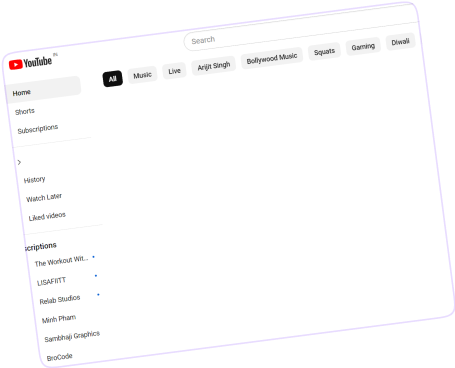 YouTube IN
Search
All Music Live Arijit Singh Bollywood Music Squats Gaming Diwali
Home
Shorts
Subscriptions
History
Watch Later
Liked videos
scriptions
The Workout Wit...
LISAFIITT
Relab Studios
Minh Pham
Sambhaji Graphics
BroCode